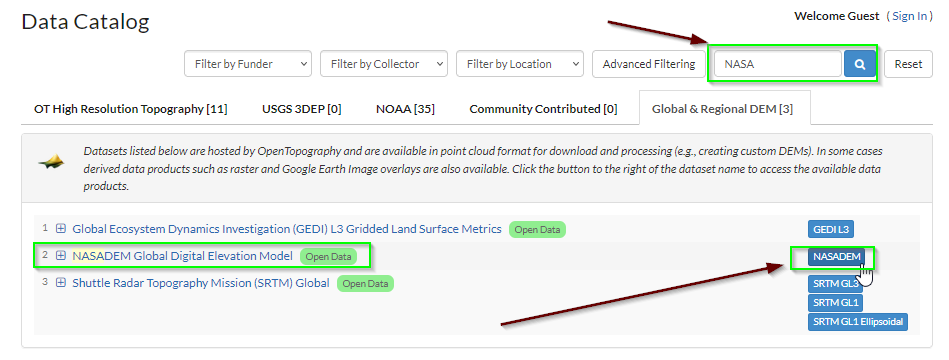 Data Catalog
Welcome Guest ( Sign In )
Filter by Funder Filter by Collector Filter by Location Advanced Filtering NASA Reset
OT High Resolution Topography [11] USGS 3DEP [0] NOAA [35] Community Contributed [0] Global & Regional DEM [3]
Datasets listed below are hosted by OpenTopography and are available in point cloud format for download and processing (e.g., creating custom DEMs). In some cases
derived data products such as raster and Google Earth Image overlays are also available. Click the button to the right of the dataset name to access the available data
products.
1 Global Ecosystem Dynamics Investigation (GEDI) L3 Gridded Land Surface Metrics Open Data GEDI L3
2 NASADEM Global Digital Elevation Model Open Data NASADEM
3 Shuttle Radar Topography Mission (SRTM) Global Open Data SRTM GL3
SRTM GL1
SRTM GL1 Ellipsoidal